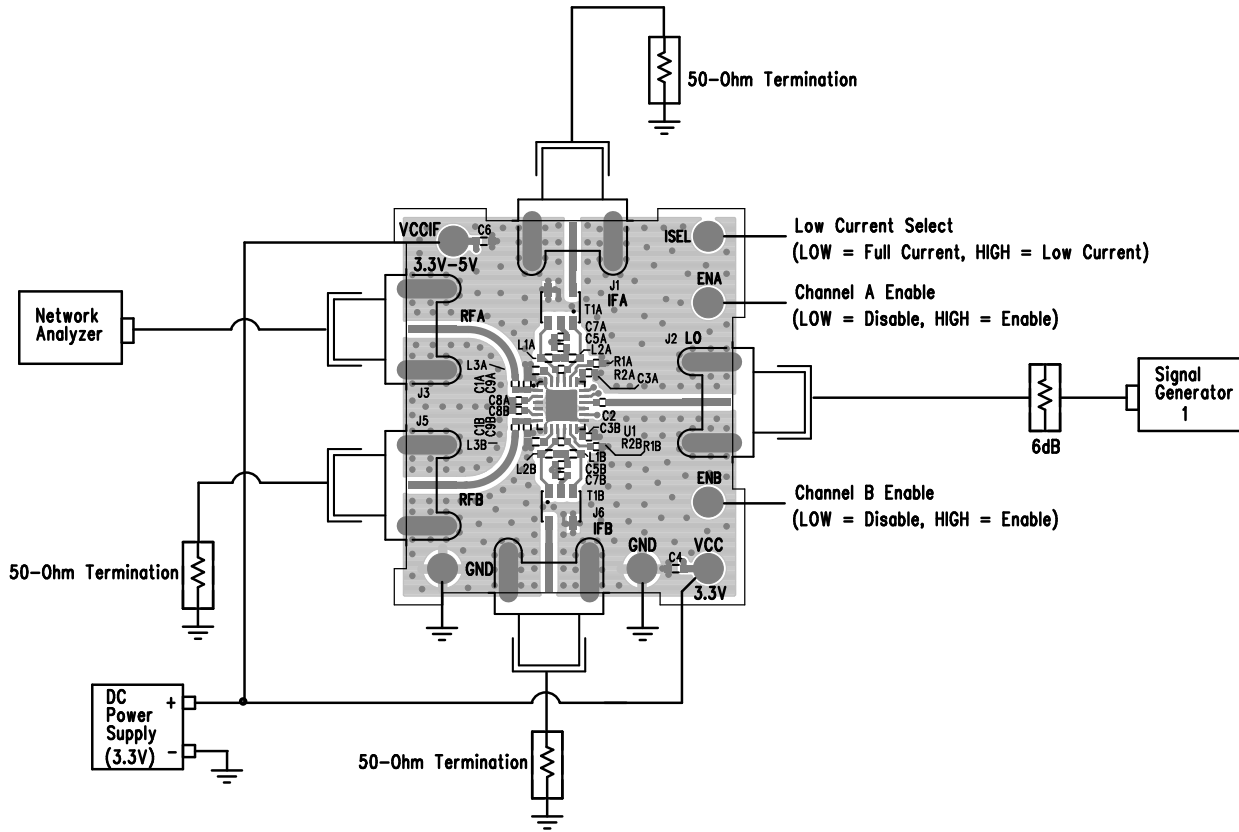 50-Ohm Termination
VCCIF
C6
3.3V-5V
ISEL
Low Current Select
(LOW = Full Current, HIGH = Low Current)
J1
IFA
ENA
Channel A Enable
(LOW = Disable, HIGH = Enable)
Network
Analyzer
RFA
T1A
C7A
C5A
L1A
L2A
J2
LO
L3A
R1A
R2A
C3A
C1A
C9A
J3
C8A
C8B
Signal
Generator
1
J5
C1B
C9B
C2
C3B
U1
L3B
R2B
R1B
6dB
L2B
L1B
C5B
C7B
RFB
T1B
ENB
Channel B Enable
(LOW = Disable, HIGH = Enable)
J6
IFB
50-Ohm Termination
GND
GND
C4
VCC
3.3V
DC
Power
Supply
(3.3V)
+
-
50-Ohm Termination